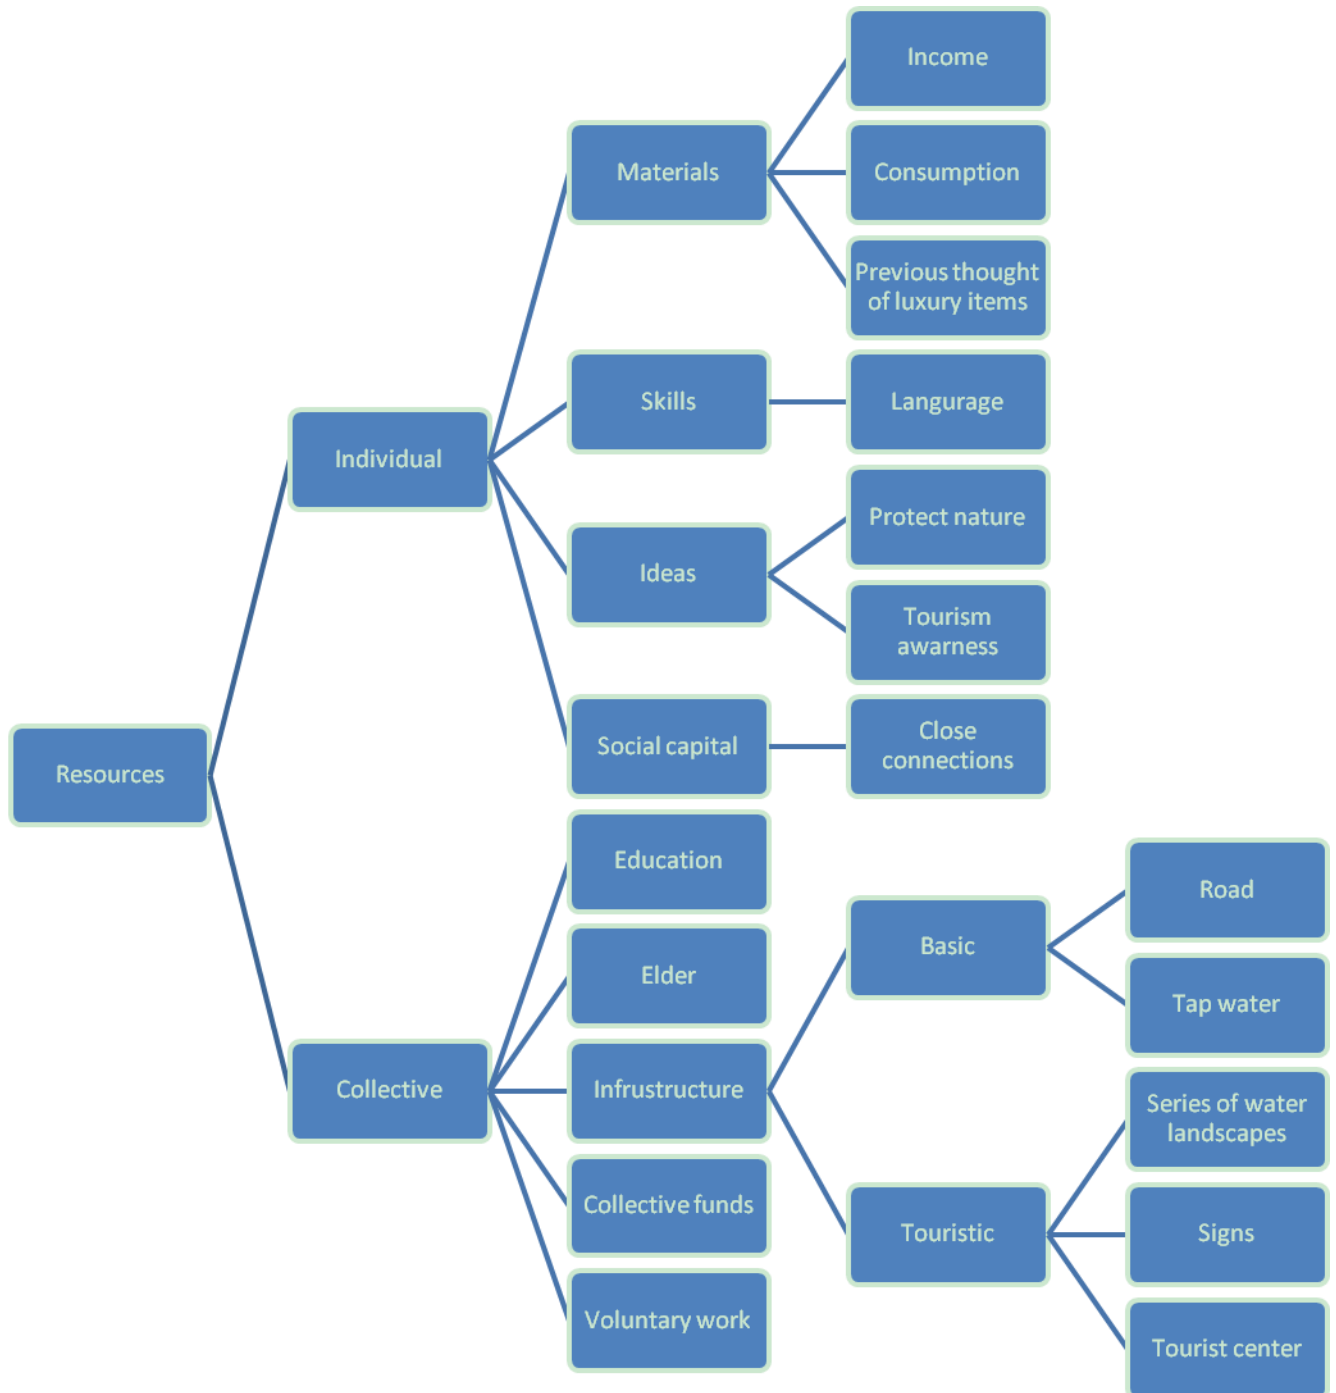 Income
Materials
Consumption
Previous thought
of luxury items
Skills
Langurage
Individual
Protect nature
Ideas
Tourism
awarness
Social capital
Close
connections
Resources
Education
Road
Basic
Elder
Tap water
Collective
Infrustructure
Series of water
landscapes
Collective funds
Touristic
Signs
Voluntary work
Tourist center